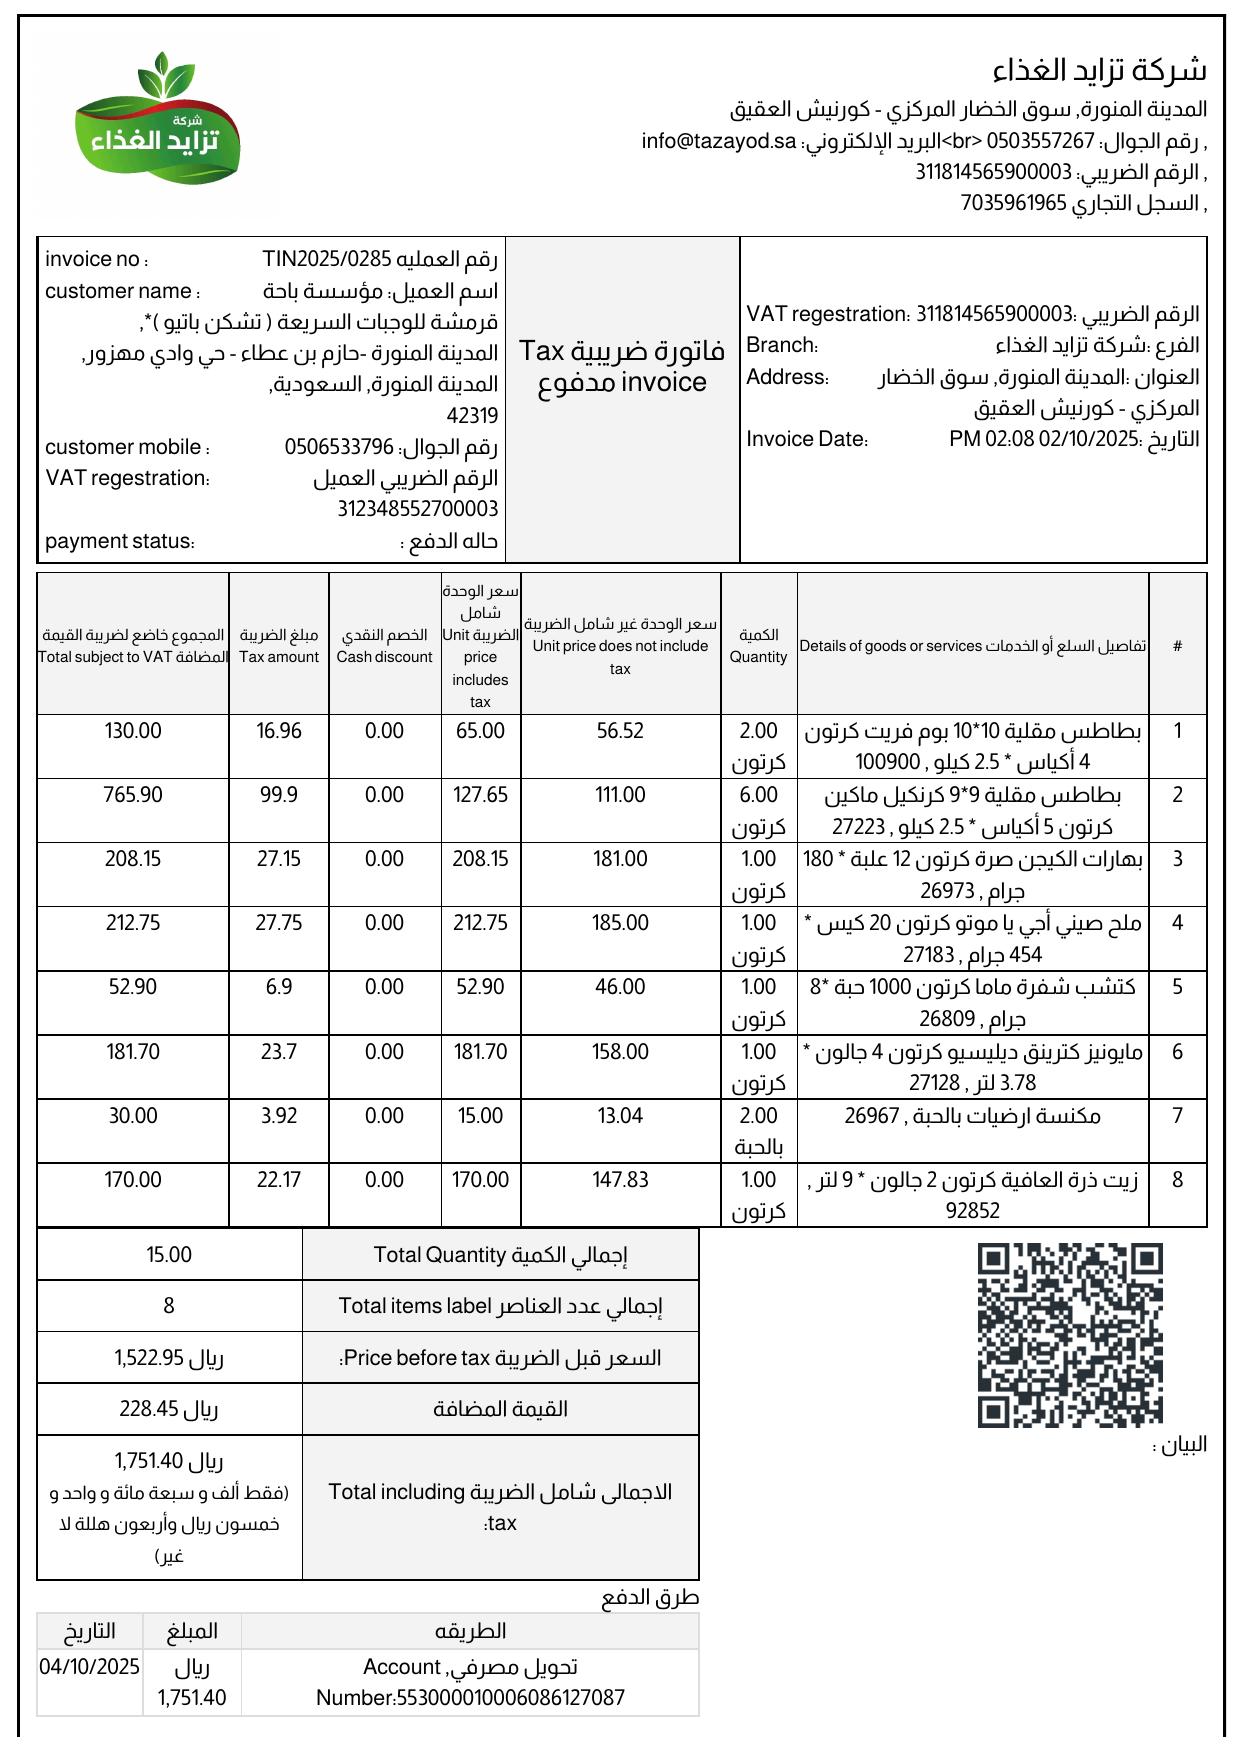 شركة تزايد الغذاء
شركة
تزايد الغذاء
المدينة المنورة, سوق الخضار المركزي - كورنيش العقيق
, رقم الجوال: 0503557267 <br>البريد الإلكتروني: info@tazayod.sa
, الرقم الضريبي: 311814565900003
, السجل التجاري 7035961965
VAT regestration: الرقم الضريبي :311814565900003
Branch: الفرع :شركة تزايد الغذاء
Address: العنوان :المدينة المنورة, سوق الخضار
المركزي - كورنيش العقيق
Invoice Date: التاريخ :02/10/2025 02:08 PM
فاتورة ضريبية Tax
invoice مدفوع
invoice no : رقم العمليه TIN2025/0285
customer name : اسم العميل: مؤسسة باحة
قرمشة للوجبات السريعة ( تشكن باتيو )*,
المدينة المنورة -حازم بن عطاء - حي وادي مهزور,
المدينة المنورة, السعودية,
42319
customer mobile : رقم الجوال: 0506533796
VAT regestration: الرقم الضريبي العميل
312348552700003
payment status: حاله الدفع :
#
تفاصيل السلع أو الخدمات Details of goods or services
الكمية
Quantity
سعر الوحدة غير شامل الضريبة
Unit price does not include
tax
سعر الوحدة
شامل
الضريبة Unit
price
includes
tax
الخصم النقدي
Cash discount
مبلغ الضريبة
Tax amount
المجموع خاضع لضريبة القيمة
المضافة Total subject to VAT
1 بطاطس مقلية 10*10 بوم فريت كرتون 2.00 56.52 65.00 0.00 16.96 130.00
4 أكياس * 2.5 كيلو , 100900 كرتون
2 بطاطس مقلية 9*9 كرنكيل ماكين 6.00 111.00 127.65 0.00 99.9 765.90
كرتون 5 أكياس * 2.5 كيلو , 27223 كرتون
3 بهارات الكيجن صرة كرتون 12 علبة * 180 1.00 181.00 208.15 0.00 27.15 208.15
جرام , 26973 كرتون
4 ملح صيني أجي يا موتو كرتون 20 كيس * 1.00 185.00 212.75 0.00 27.75 212.75
454 جرام , 27183 كرتون
5 كتشب شفرة ماما كرتون 1000 حبة *8 1.00 46.00 52.90 0.00 6.9 52.90
جرام , 26809 كرتون
6 مايونيز كترينق ديليسيو كرتون 4 جالون * 1.00 158.00 181.70 0.00 23.7 181.70
3.78 لتر , 27128 كرتون
7 مكنسة ارضيات بالحبة , 26967 2.00 13.04 15.00 0.00 3.92 30.00
بالحبة
8 زيت ذرة العافية كرتون 2 جالون * 9 لتر , 1.00 147.83 170.00 0.00 22.17 170.00
92852 كرتون
إجمالي الكمية Total Quantity 15.00
إجمالي عدد العناصر Total items label 8
السعر قبل الضريبة Price before tax: ريال 1,522.95
القيمة المضافة ريال 228.45
الاجمالى شامل الضريبة Total including
tax:
ريال 1,751.40
(فقط ألف و سبعة مائة و واحد و
خمسون ريال وأربعون هللة لا
غير)
البيان :
طرق الدفع
الطريقه المبلغ التاريخ
تحويل مصرفي, Account ريال 04/10/2025
Number:553000010006086127087 1,751.40